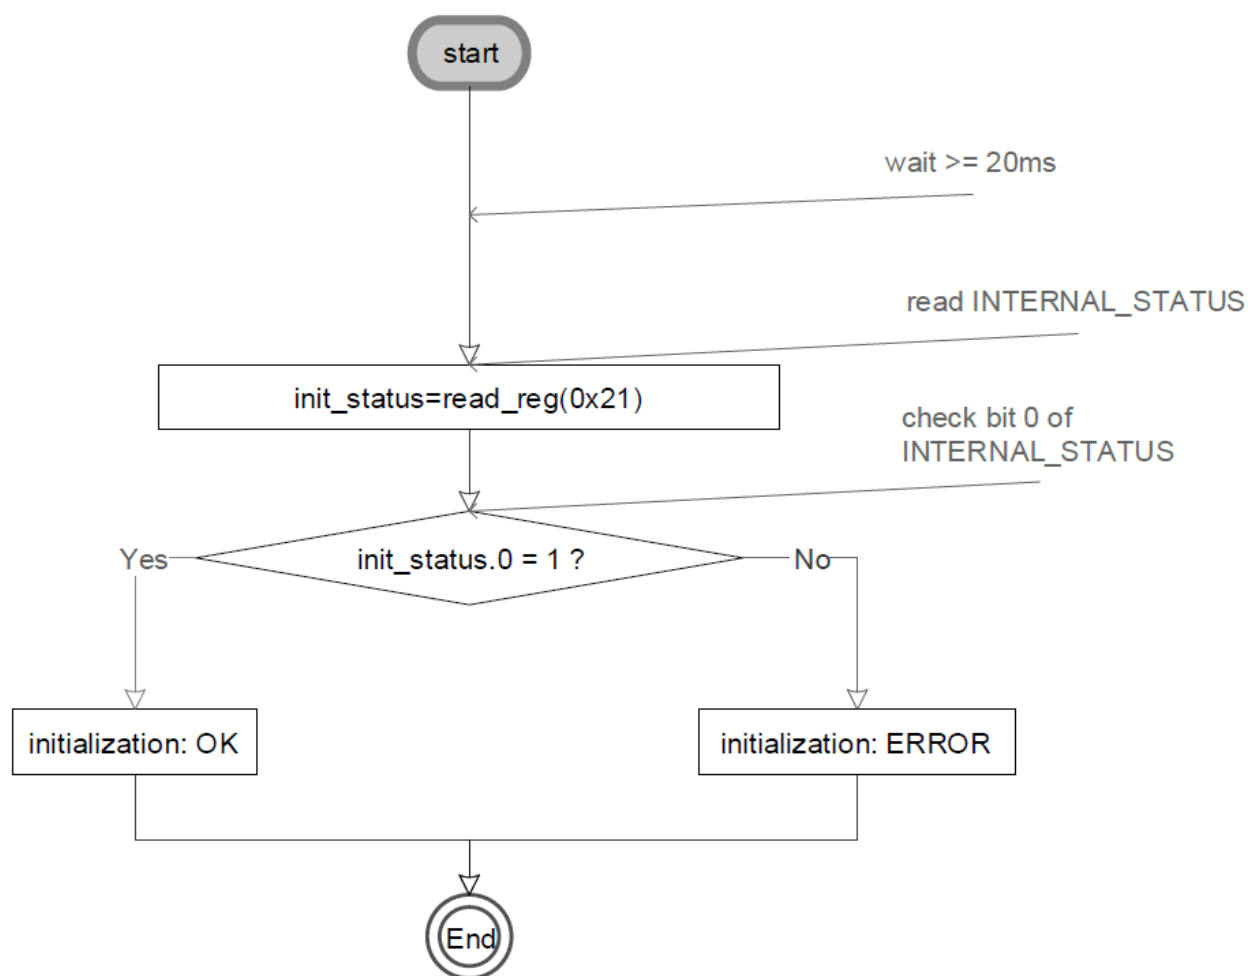 start
wait >= 20ms
read INTERNAL_STATUS
init_status=read_reg(0x21)
check bit 0 of
INTERNAL_STATUS
Yes
init_status.0 = 1 ?
No
initialization: OK
initialization: ERROR
End